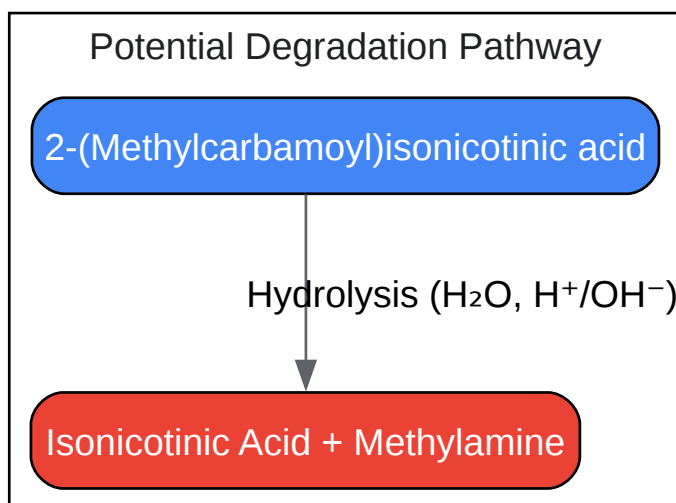 Potential Degradation Pathway
2-(Methylcarbamoyl)isonicotinic acid
Hydrolysis (H₂O, H⁺/OH⁻)
Isonicotinic Acid + Methylamine